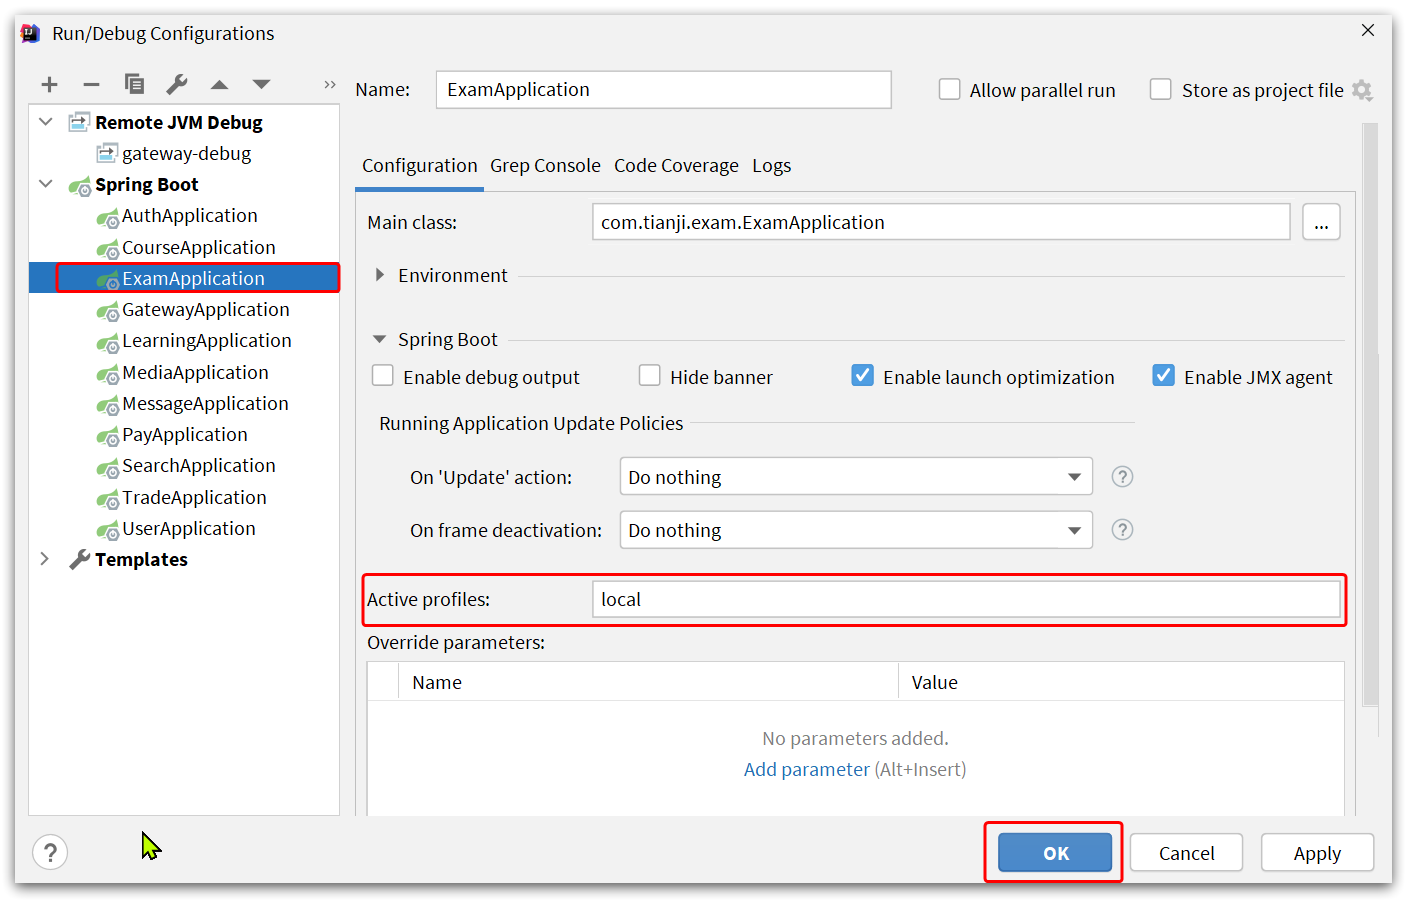 Run/Debug Configurations
Name: ExamApplication Allow parallel run Store as project file
Remote JVM Debug
gateway-debug
Spring Boot
AuthApplication
CourseApplication
ExamApplication
GatewayApplication
LearningApplication
MediaApplication
MessageApplication
PayApplication
SearchApplication
TradeApplication
UserApplication
Templates
Configuration Grep Console Code Coverage Logs
Main class: com.tianji.exam.ExamApplication ...
Environment
Spring Boot
Enable debug output Hide banner Enable launch optimization Enable JMX agent
Running Application Update Policies
On 'Update' action: Do nothing ?
On frame deactivation: Do nothing ?
Active profiles: local
Override parameters:
Name Value
No parameters added.
Add parameter (Alt+Insert)
? OK Cancel Apply